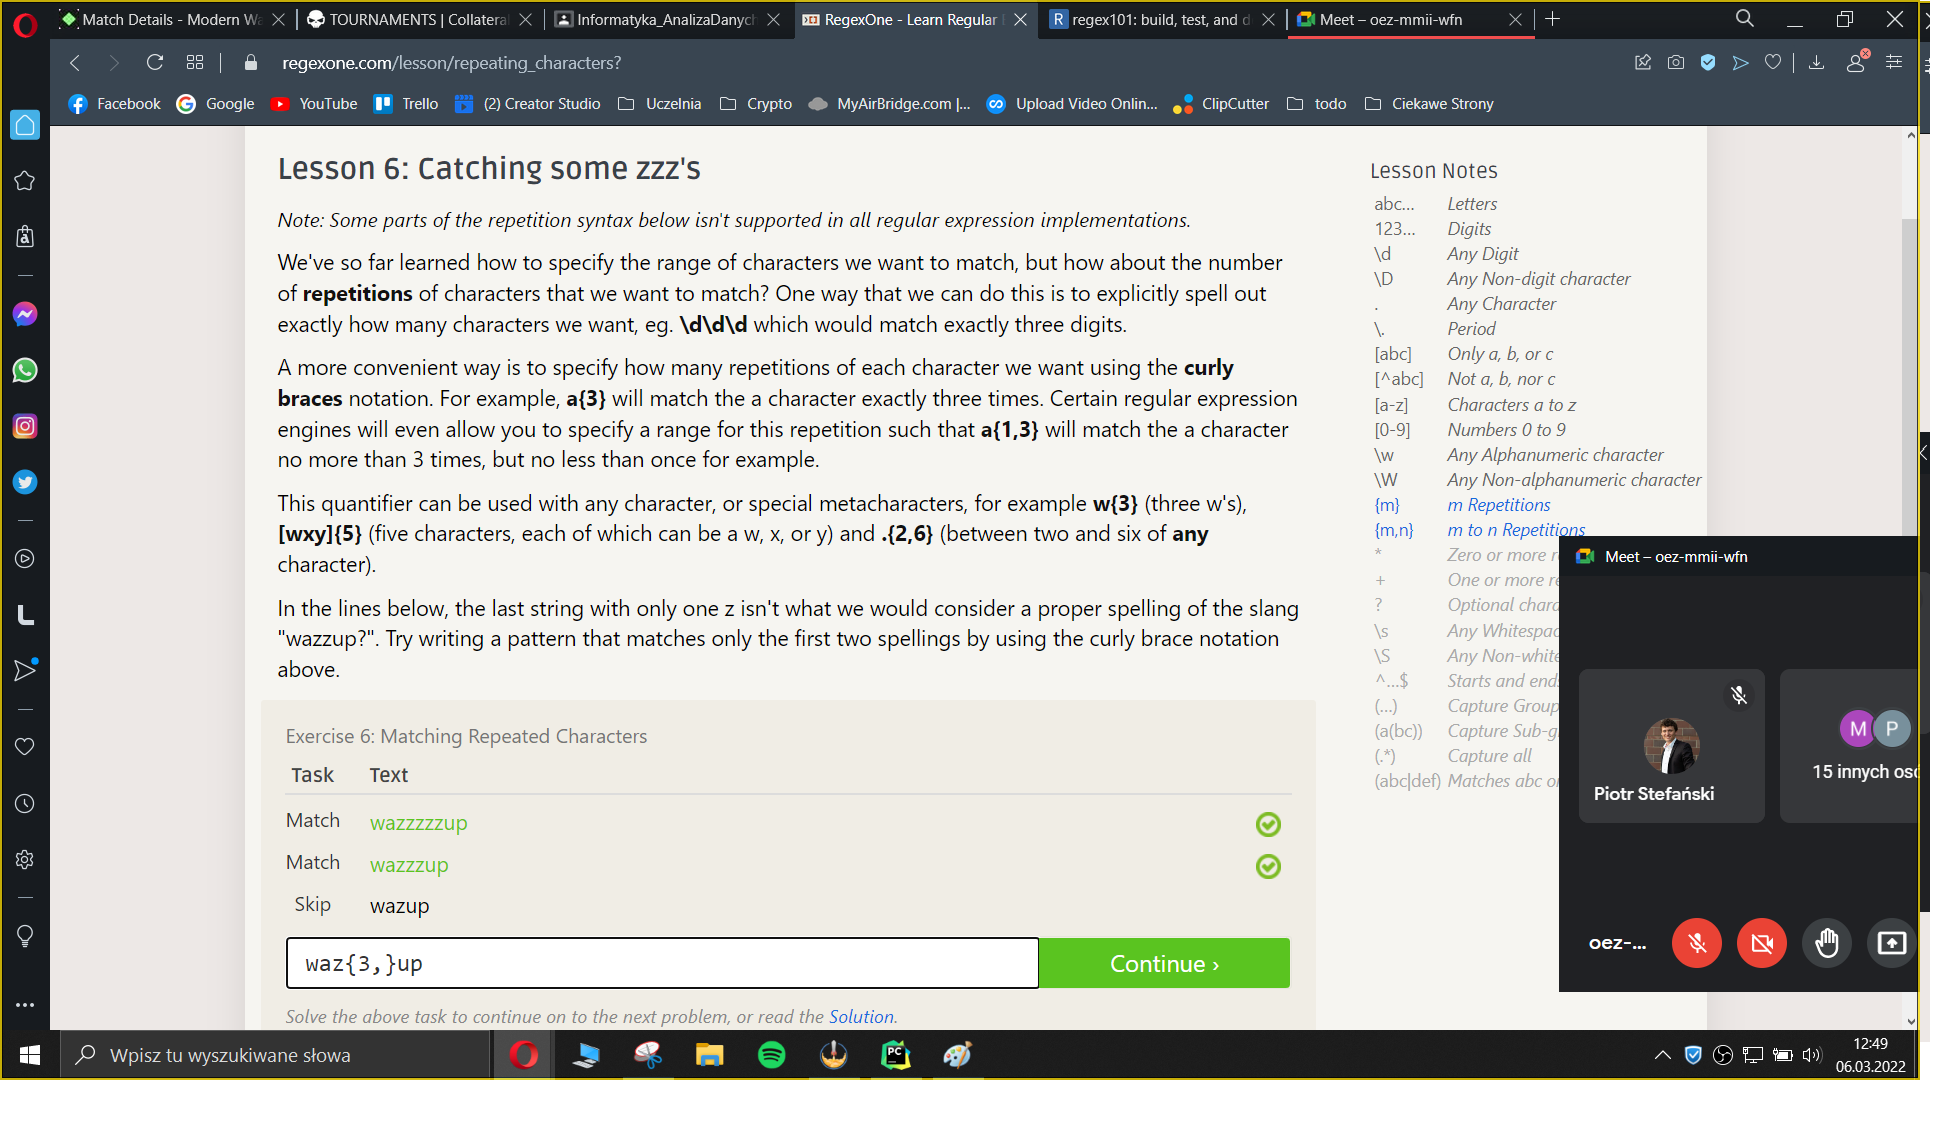 Match Details - Modern Wa
TOURNAMENTS | Collateral
Informatyka_AnalizaDanych
RegexOne - Learn Regular
regex101: build, test, and d
Meet – oez-mmii-wfn
regexone.com/lesson/repeating_characters?
Facebook
Google
YouTube
Trello
(2) Creator Studio
Uczelnia
Crypto
MyAirBridge.com |...
Upload Video Onlin...
ClipCutter
todo
Ciekawe Strony
Lesson 6: Catching some zzz's
Note: Some parts of the repetition syntax below isn't supported in all regular expression implementations.
We've so far learned how to specify the range of characters we want to match, but how about the number
of repetitions of characters that we want to match? One way that we can do this is to explicitly spell out
exactly how many characters we want, eg. \d\d\d which would match exactly three digits.
A more convenient way is to specify how many repetitions of each character we want using the curly
braces notation. For example, a{3} will match the a character exactly three times. Certain regular expression
engines will even allow you to specify a range for this repetition such that a{1,3} will match the a character
no more than 3 times, but no less than once for example.
This quantifier can be used with any character, or special metacharacters, for example w{3} (three w's),
[wxy]{5} (five characters, each of which can be a w, x, or y) and .{2,6} (between two and six of any
character).
In the lines below, the last string with only one z isn't what we would consider a proper spelling of the slang
"wazzup?". Try writing a pattern that matches only the first two spellings by using the curly brace notation
above.
Exercise 6: Matching Repeated Characters
Task Text
Match wazzzzzup
Match wazzzup
Skip wazup
waz{3,}up
Continue ›
Solve the above task to continue on to the next problem, or read the Solution.
Lesson Notes
abc... Letters
123... Digits
\d Any Digit
\D Any Non-digit character
. Any Character
\. Period
[abc] Only a, b, or c
[^abc] Not a, b, nor c
[a-z] Characters a to z
[0-9] Numbers 0 to 9
\w Any Alphanumeric character
\W Any Non-alphanumeric character
{m} m Repetitions
{m,n} m to n Repetitions
* Zero or more r
+ One or more re
? Optional chara
\s Any Whitespac
\S Any Non-white
^...$ Starts and ends
(...) Capture Group
(a(bc)) Capture Sub-g
(.*) Capture all
(abc|def) Matches abc o
Meet – oez-mmii-wfn
M P
Piotr Stefański
15 innych osó
oez-...
Wpisz tu wyszukiwane słowa
PC
12:49
06.03.2022